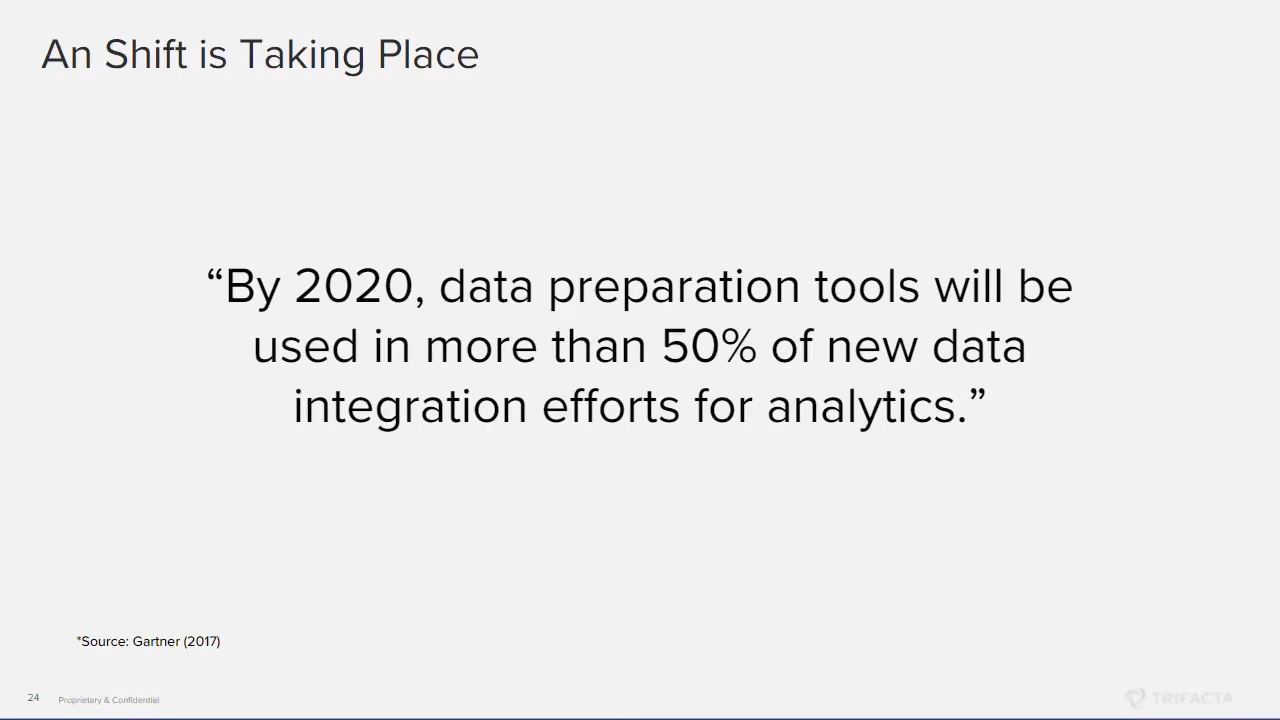 An Shift is Taking Place
“By 2020, data preparation tools will be
used in more than 50% of new data
integration efforts for analytics.”
*Source: Gartner (2017)
24 Proprietary & Confidential
TRIFACTA